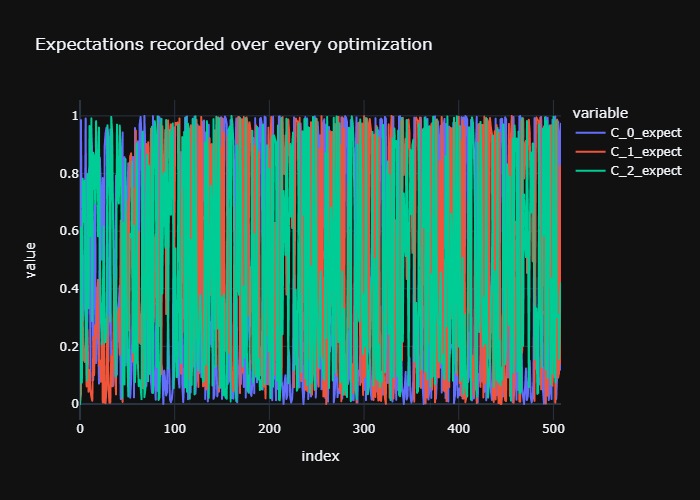 Expectations recorded over every optimization
variable
C_0_expect
C_1_expect
C_2_expect
value
1
0.8
0.6
0.4
0.2
0
0 100 200 300 400 500
index